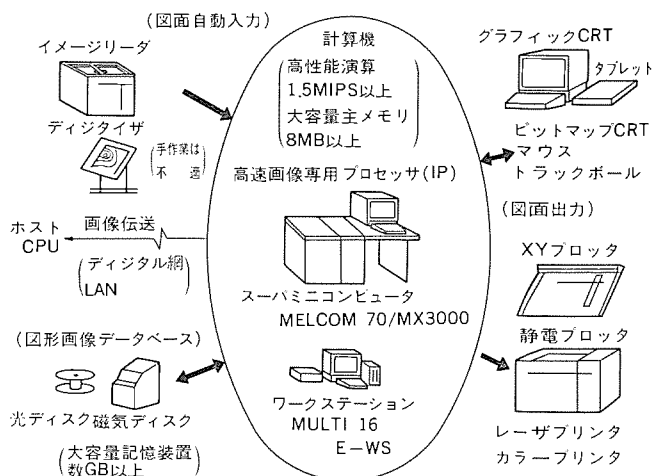 (図面自動入力)
イメージリーダ
ディジタイザ
(手作業は
不適)
ホスト
CPU
画像伝送
(ディジタル網
LAN)
(図形画像データベース)
光ディスク 磁気ディスク
(大容量記憶装置
数GB以上)
計算機
(高性能演算
1.5MIPS以上
大容量主メモリ
8MB以上)
高速画像専用プロセッサ(IP)
スーパミニコンピュータ
MELCOM 70/MX3000
ワークステーション
MULTI 16
E-WS
グラフィックCRT
タブレット
ビットマップCRT
マウス
トラックボール
(図面出力)
XYプロッタ
静電プロッタ
レーザプリンタ
カラープリンタ